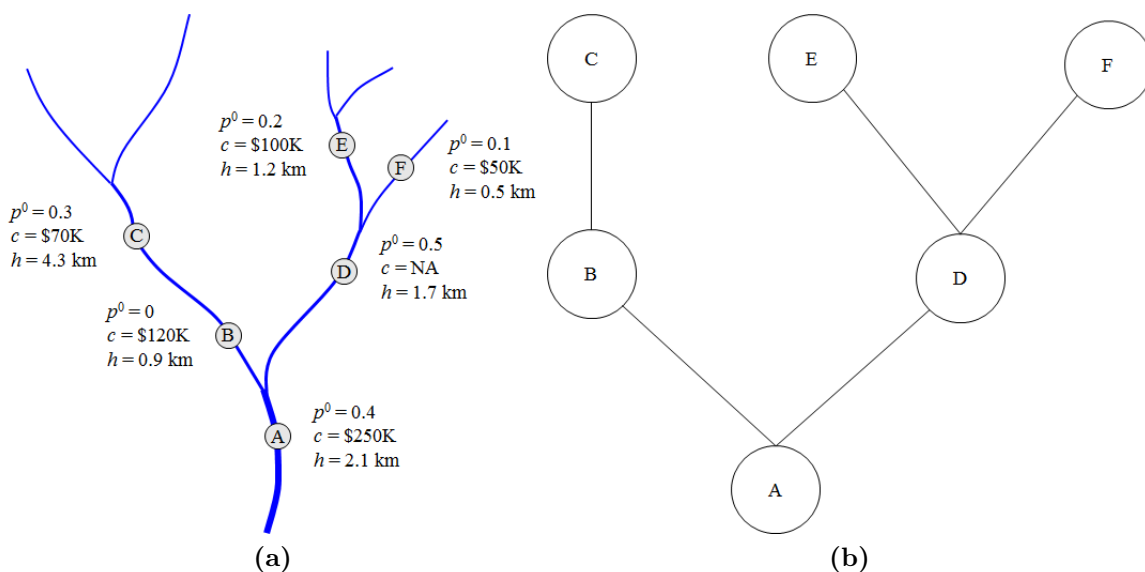 p⁰ = 0.2
c = $100K
h = 1.2 km
E
p⁰ = 0.1
c = $50K
h = 0.5 km
F
p⁰ = 0.3
c = $70K
h = 4.3 km
C
p⁰ = 0.5
c = NA
h = 1.7 km
D
p⁰ = 0
c = $120K
h = 0.9 km
B
p⁰ = 0.4
c = $250K
h = 2.1 km
A
(a)
C
E
F
B
D
A
(b)